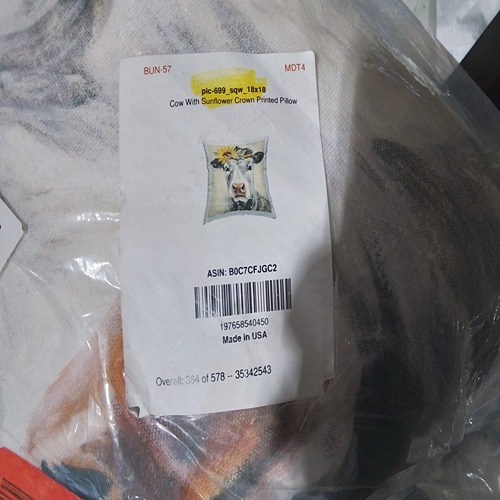 BUN-57
MDT4
plc-699_sqw_18x18
Cow With Sunflower Crown Printed Pillow
ASIN: B0C7CFJGC2
197658540450
Made in USA
Overall: 364 of 578 -- 35342543